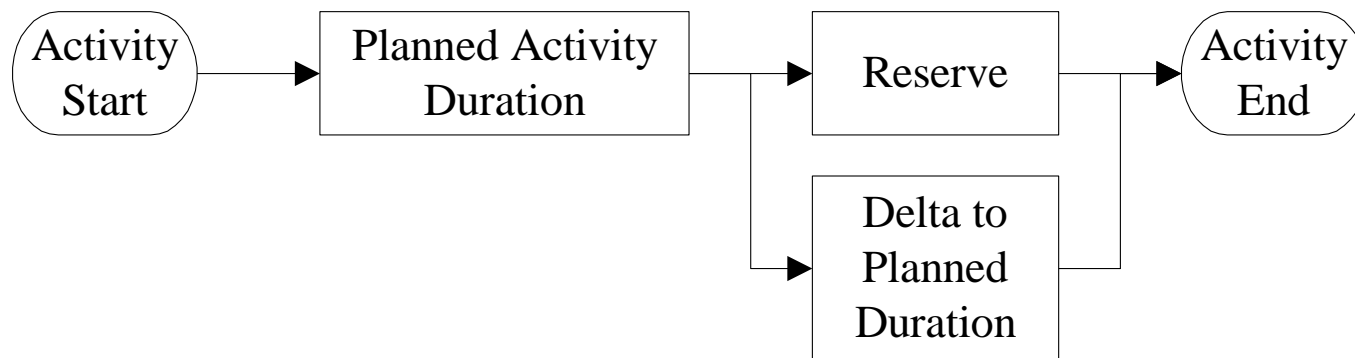 Activity
Start
Planned Activity
Duration
Reserve
Activity
End
Delta to
Planned
Duration